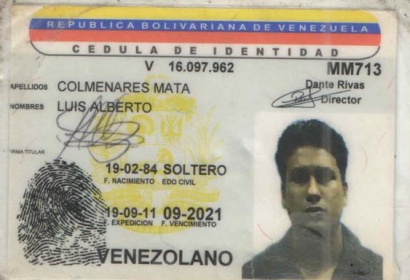 REPUBLICA BOLIVARIANA DE VENEZUELA
CEDULA DE IDENTIDAD
V 16.097.962 MM713
APELLIDOS COLMENARES MATA Dante Rivas
NOMBRES LUIS ALBERTO Director
FIRMA TITULAR
19-02-84 SOLTERO
F. NACIMIENTO EDO CIVIL
19-09-11 09-2021
F. EXPEDICION F. VENCIMIENTO
VENEZOLANO